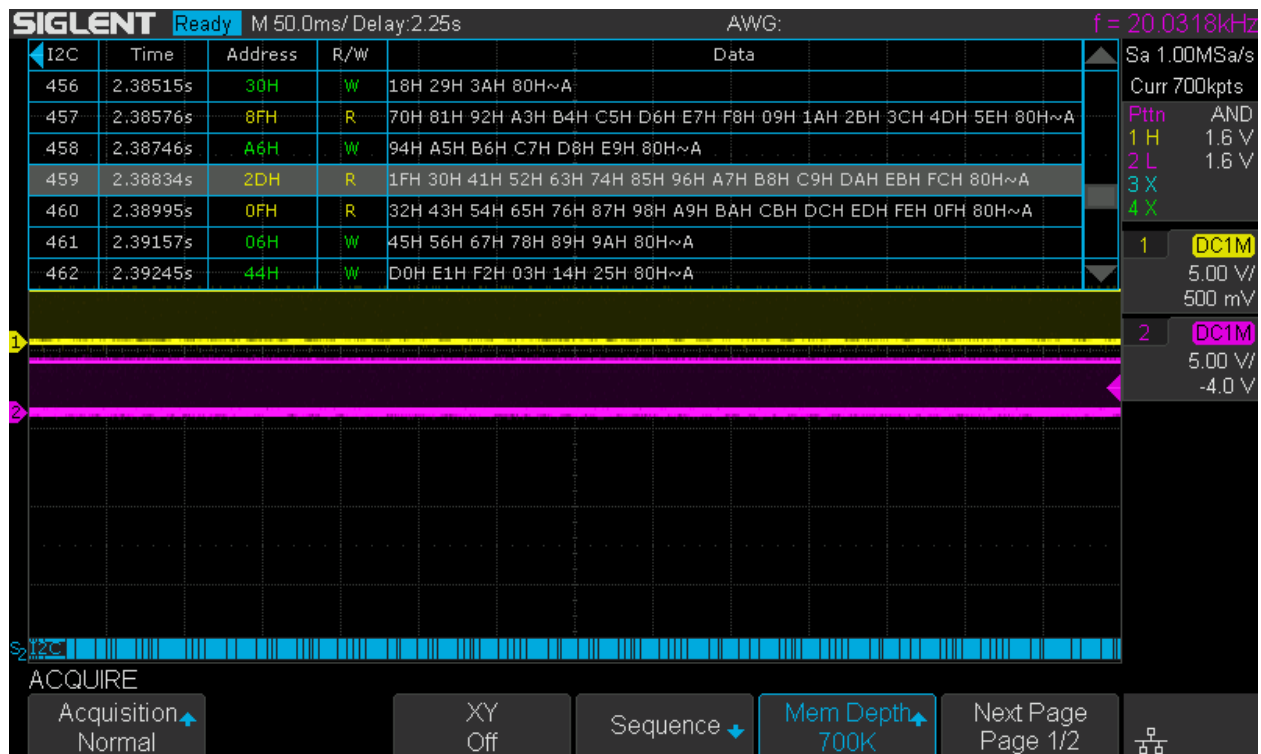 SIGLENT Ready M 50.0ms/ Delay:2.25s AWG: f = 20.0318kHz
I2C Time Address R/W Data
Sa 1.00MSa/s
Curr 700kpts
456 2.38515s 30H W 18H 29H 3AH 80H~A
457 2.38576s 8FH R 70H 81H 92H A3H B4H C5H D6H E7H F8H 09H 1AH 2BH 3CH 4DH 5EH 80H~A
458 2.38746s A6H W 94H A5H B6H C7H D8H E9H 80H~A
459 2.38834s 2DH R 1FH 30H 41H 52H 63H 74H 85H 96H A7H B8H C9H DAH EBH FCH 80H~A
460 2.38995s 0FH R 32H 43H 54H 65H 76H 87H 98H A9H BAH CBH DCH EDH FEH 0FH 80H~A
461 2.39157s 06H W 45H 56H 67H 78H 89H 9AH 80H~A
462 2.39245s 44H W D0H E1H F2H 03H 14H 25H 80H~A
Pttn AND
1 H 1.6 V
2 L 1.6 V
3 X
4 X
1 DC1M
5.00 V/
500 mV
2 DC1M
5.00 V/
-4.0 V
1
2
S2 I2C
ACQUIRE
Acquisition
Normal
XY
Off
Sequence
Mem Depth
700K
Next Page
Page 1/2